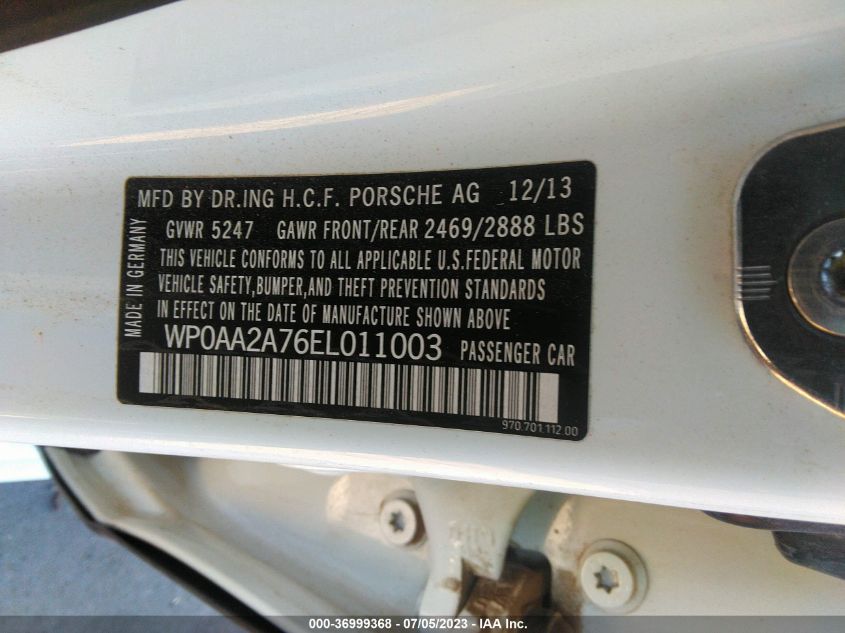 MFD BY DR.ING H.C.F. PORSCHE AG 12/13
GVWR 5247 GAWR FRONT/REAR 2469/2888 LBS
THIS VEHICLE CONFORMS TO ALL APPLICABLE U.S.FEDERAL MOTOR
VEHICLE SAFETY,BUMPER,AND THEFT PREVENTION STANDARDS
IN EFFECT ON THE DATE OF MANUFACTURE SHOWN ABOVE
WP0AA2A76EL011003 PASSENGER CAR
MADE IN GERMANY
970.701.112.00
000-36999368 - 07/05/2023 - IAA Inc.